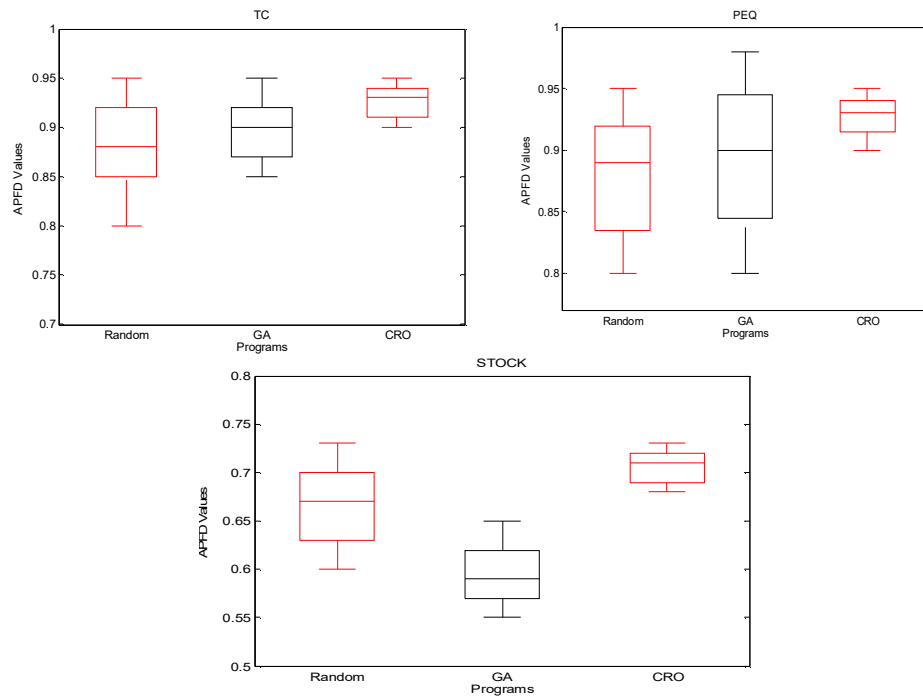 TC
1
0.95
0.9
0.85
0.8
0.75
0.7
APFD Values
Random
GA
CRO
Programs
PEQ
1
0.95
0.9
0.85
0.8
APFD Values
Random
GA
CRO
Programs
STOCK
0.8
0.75
0.7
0.65
0.6
0.55
0.5
APFD Values
Random
GA
CRO
Programs